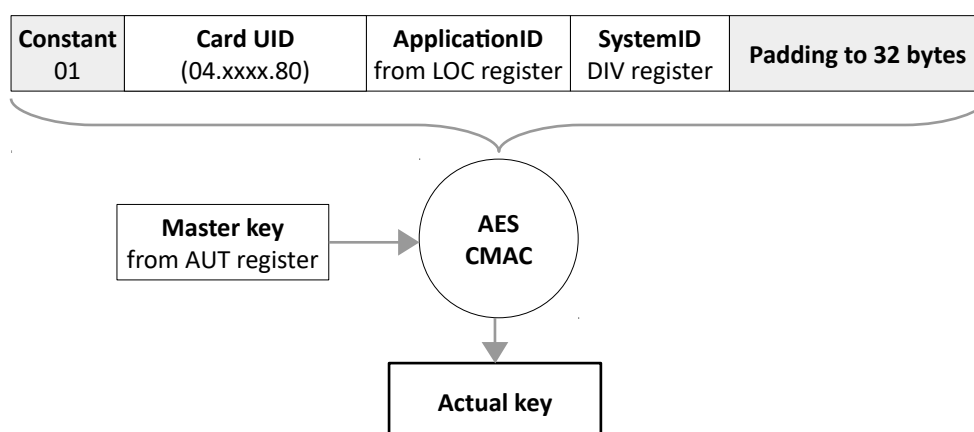 Constant
01
Card UID
(04.xxxx.80)
ApplicationID
from LOC register
SystemID
DIV register
Padding to 32 bytes
Master key
from AUT register
AES
CMAC
Actual key